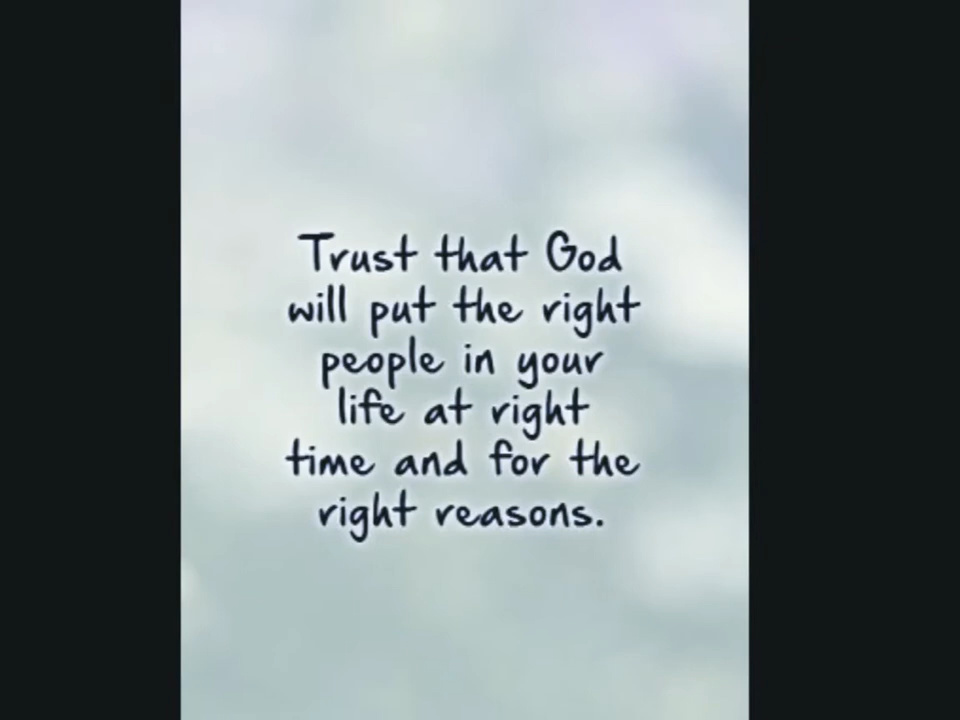 Trust that God
will put the right
people in your
life at right
time and for the
right reasons.